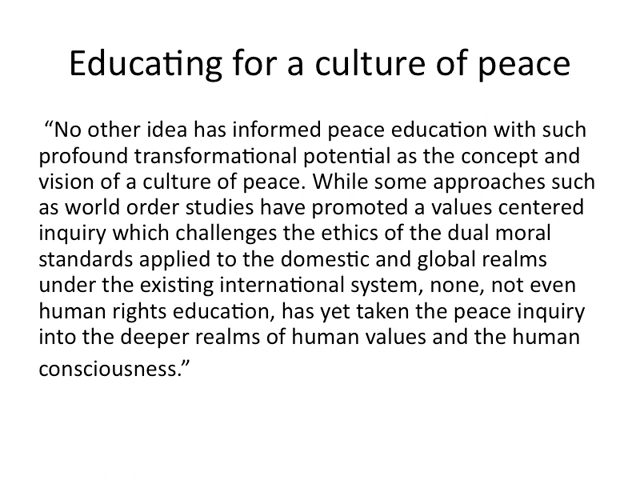 Educating for a culture of peace
“No other idea has informed peace education with such
profound transformational potential as the concept and
vision of a culture of peace. While some approaches such
as world order studies have promoted a values centered
inquiry which challenges the ethics of the dual moral
standards applied to the domestic and global realms
under the existing international system, none, not even
human rights education, has yet taken the peace inquiry
into the deeper realms of human values and the human
consciousness.”